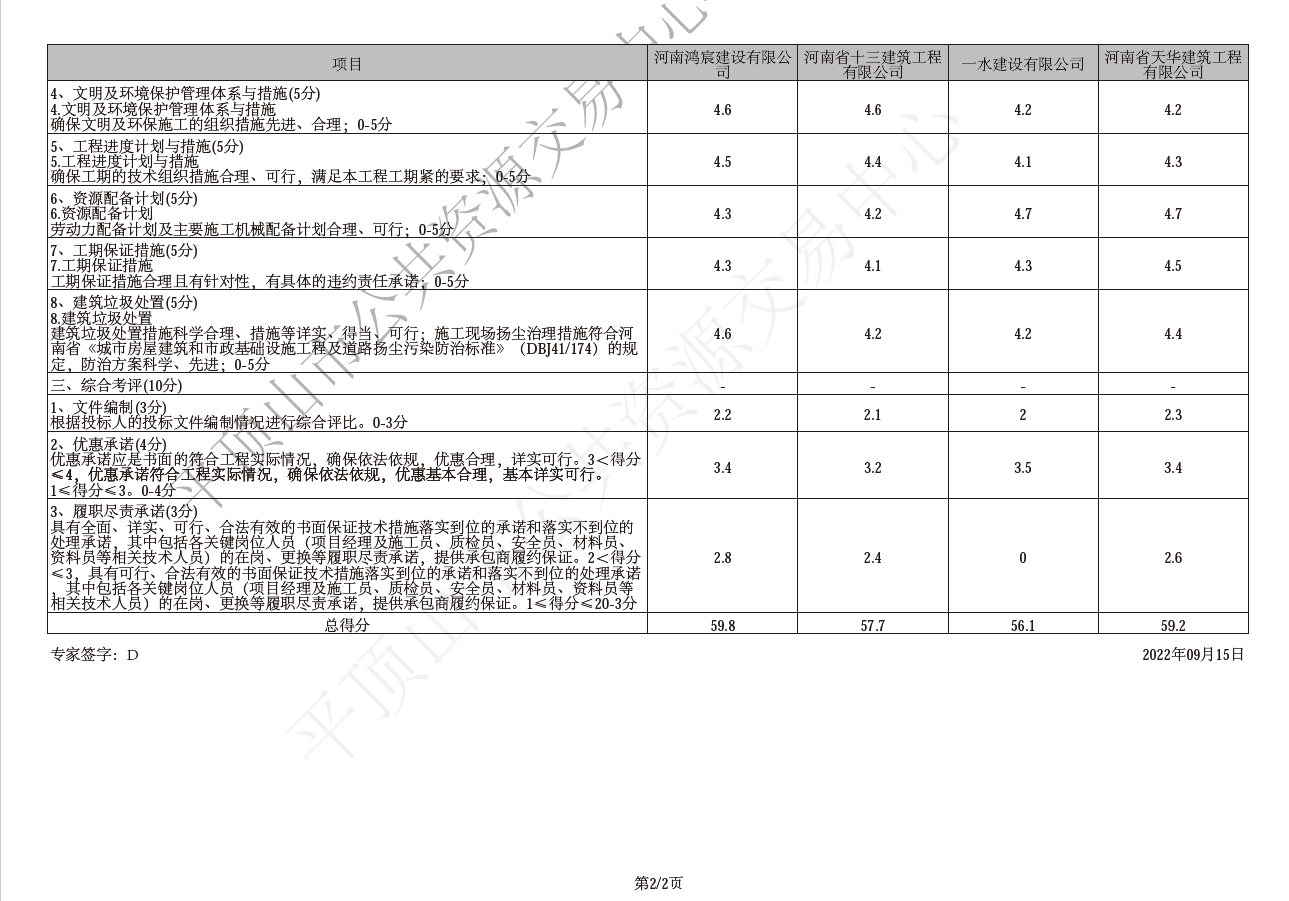 项目
河南鸿宸建设有限公
司
河南省十三建筑工程
有限公司
一水建设有限公司
河南省天华建筑工程
有限公司
4、文明及环境保护管理体系与措施(5分)
4.文明及环境保护管理体系与措施
确保文明及环保施工的组织措施先进、合理；0-5分
4.6
4.6
4.2
4.2
5、工程进度计划与措施(5分)
5.工程进度计划与措施
确保工期的技术组织措施合理、可行，满足本工程工期紧的要求；0-5分
4.5
4.4
4.1
4.3
6、资源配备计划(5分)
6.资源配备计划
劳动力配备计划及主要施工机械配备计划合理、可行；0-5分
4.3
4.2
4.7
4.7
7、工期保证措施(5分)
7.工期保证措施
工期保证措施合理且有针对性，有具体的违约责任承诺；0-5分
4.3
4.1
4.3
4.5
8、建筑垃圾处置(5分)
8.建筑垃圾处置
建筑垃圾处置措施科学合理、措施等详实、得当、可行；施工现场扬尘治理措施符合河
南省《城市房屋建筑和市政基础设施工程及道路扬尘污染防治标准》（DBJ41/174）的规
定，防治方案科学、先进；0-5分
4.6
4.2
4.2
4.4
三、综合考评(10分)
-
-
-
-
1、文件编制(3分)
根据投标人的投标文件编制情况进行综合评比。0-3分
2.2
2.1
2
2.3
2、优惠承诺(4分)
优惠承诺应是书面的符合工程实际情况，确保依法依规，优惠合理，详实可行。3＜得分
≤4，优惠承诺符合工程实际情况，确保依法依规，优惠基本合理，基本详实可行。
1≤得分≤3。0-4分
3.4
3.2
3.5
3.4
3、履职尽责承诺(3分)
具有全面、详实、可行、合法有效的书面保证技术措施落实到位的承诺和落实不到位的
处理承诺，其中包括各关键岗位人员（项目经理及施工员、质检员、安全员、材料员、
资料员等相关技术人员）的在岗、更换等履职尽责承诺，提供承包商履约保证。2＜得分
≤3，具有可行、合法有效的书面保证技术措施落实到位的承诺和落实不到位的处理承诺
，其中包括各关键岗位人员（项目经理及施工员、质检员、安全员、材料员、资料员等
相关技术人员）的在岗、更换等履职尽责承诺，提供承包商履约保证。1≤得分≤20-3分
2.8
2.4
0
2.6
总得分
59.8
57.7
56.1
59.2
专家签字：D
2022年09月15日
平顶山市公共资源交易中心
平顶山市公共资源交易中心
第2/2页